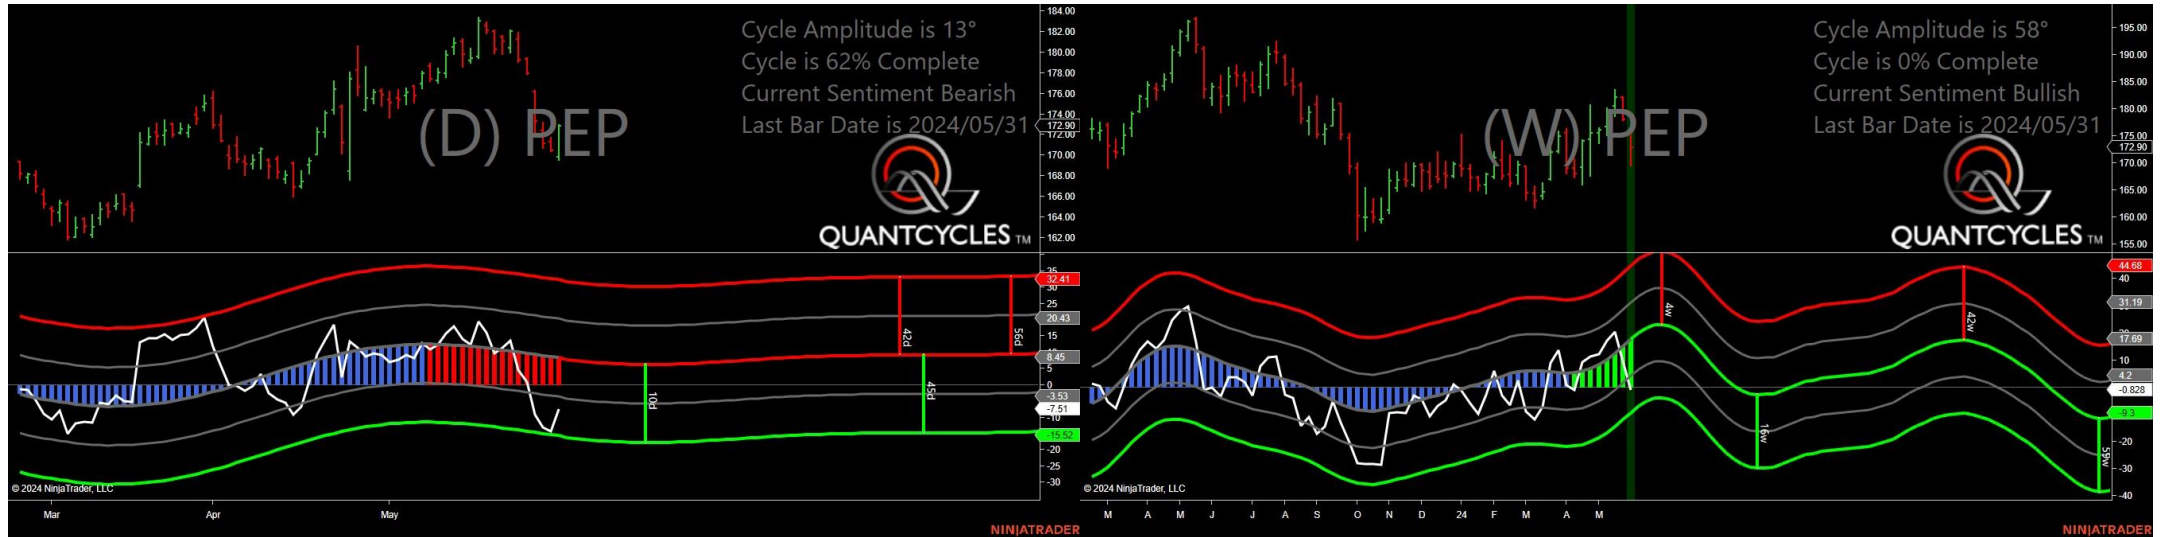 Cycle Amplitude is 13°
Cycle is 62% Complete
Current Sentiment Bearish
Last Bar Date is 2024/05/31
(D) PEP
QUANTCYCLES TM
184.00
182.00
180.00
178.00
176.00
174.00
172.90
172.00
170.00
168.00
166.00
164.00
162.00
35
32.41
30
25
20.43
15
8.45
5
0
-3.53
-7.51
-10
-15.52
-20
-25
-30
10d
42d
45d
56d
© 2024 NinjaTrader, LLC
Mar Apr May
NINJATRADER
Cycle Amplitude is 58°
Cycle is 0% Complete
Current Sentiment Bullish
Last Bar Date is 2024/05/31
(W) PEP
QUANTCYCLES TM
195.00
190.00
185.00
180.00
175.00
172.90
170.00
165.00
160.00
155.00
44.68
40
31.19
17.69
10
4.2
-0.828
-9.3
-20
-30
-40
4w
16w
42w
59w
© 2024 NinjaTrader, LLC
M A M J J A S O N D 24 F M A M
NINJATRADER